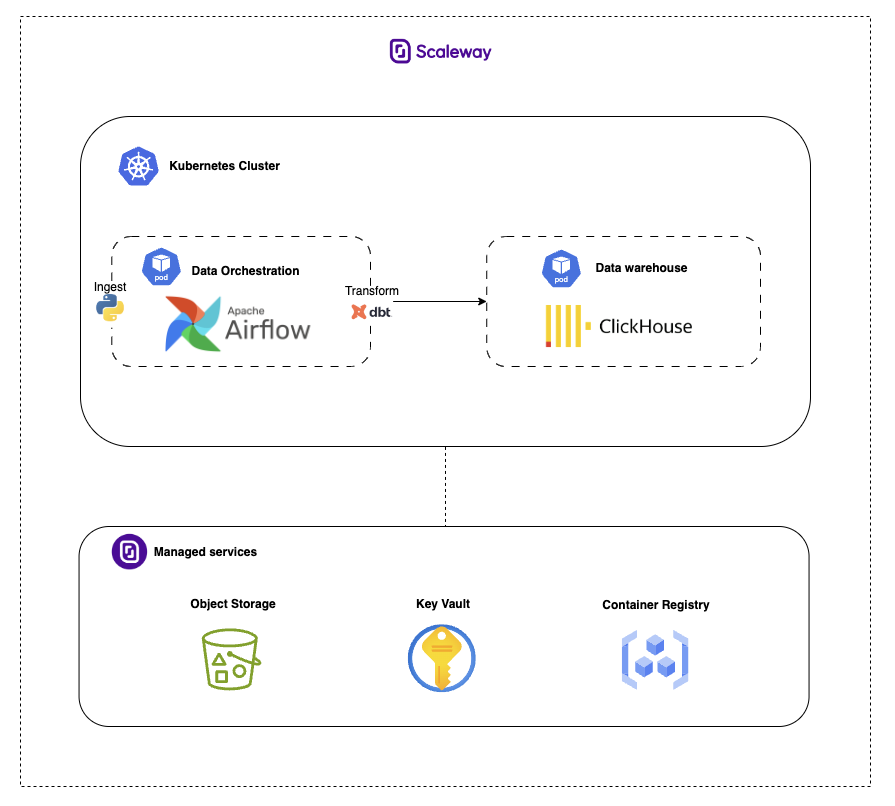 Scaleway
Kubernetes Cluster
pod
Data Orchestration
Ingest
Apache
Airflow
Transform
dbt
pod
Data warehouse
ClickHouse
Managed services
Object Storage
Key Vault
Container Registry